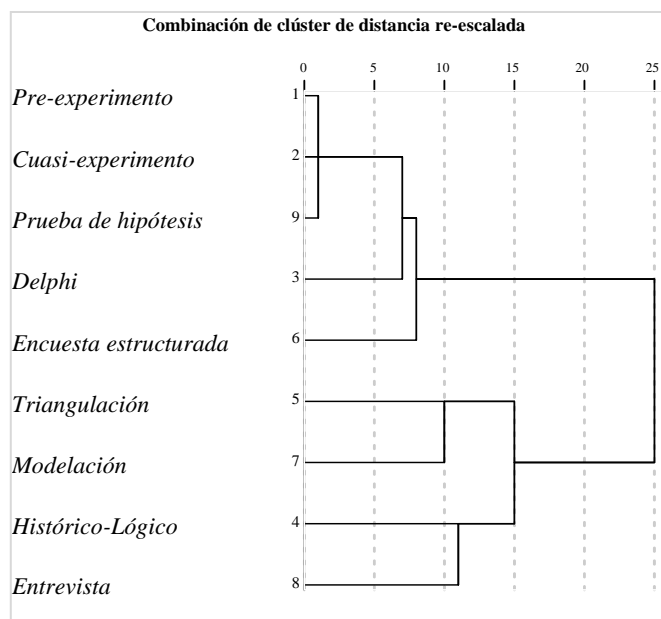 Combinación de clúster de distancia re-escalada
0 5 10 15 20 25
Pre-experimento 1
Cuasi-experimento 2
Prueba de hipótesis 9
Delphi 3
Encuesta estructurada 6
Triangulación 5
Modelación 7
Histórico-Lógico 4
Entrevista 8